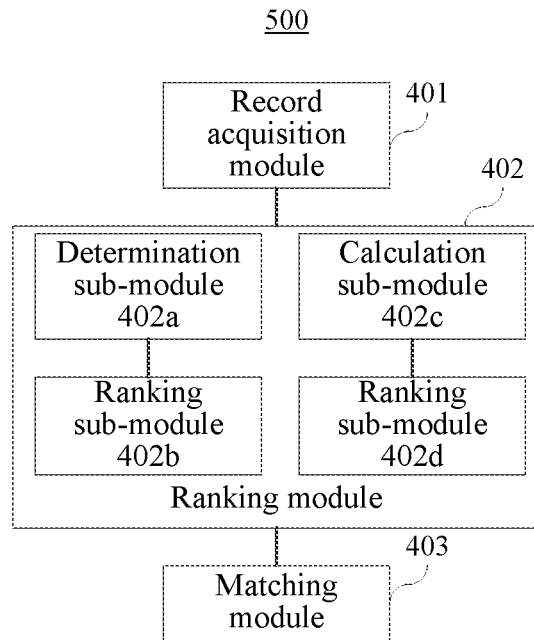 500
401
Record
acquisition
module
402
Determination
sub-module
402a
Calculation
sub-module
402c
Ranking
sub-module
402b
Ranking
sub-module
402d
Ranking module
403
Matching
module